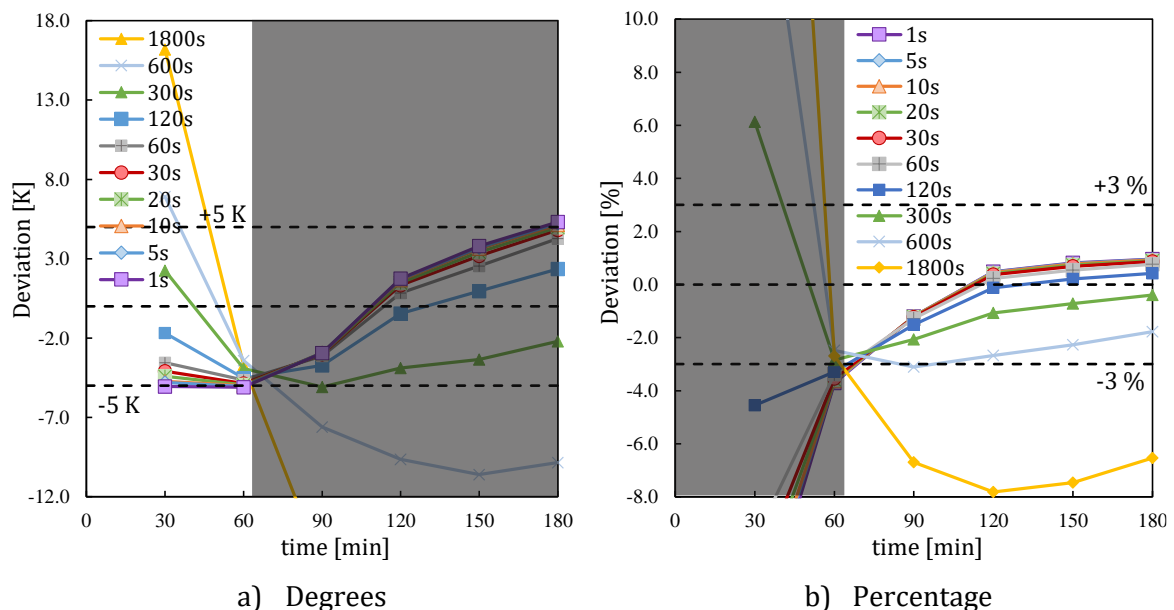 18.0
13.0
8.0
3.0
-2.0
-7.0
-12.0
Deviation [K]
1800s
600s
300s
120s
60s
30s
20s
10s
5s
1s
+5 K
-5 K
0
30
60
90
120
150
180
time [min]
a) Degrees
10.0
8.0
6.0
4.0
2.0
0.0
-2.0
-4.0
-6.0
-8.0
Deviation [%]
1s
5s
10s
20s
30s
60s
120s
300s
600s
1800s
+3 %
-3 %
0
30
60
90
120
150
180
time [min]
b) Percentage